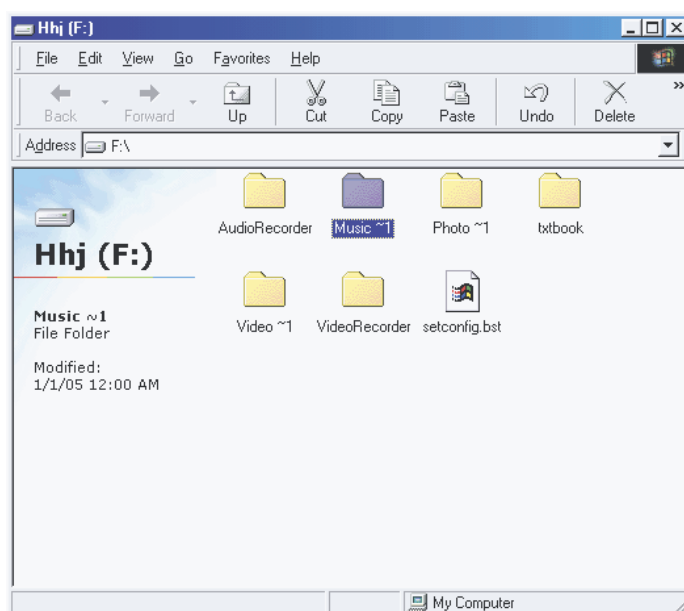 Hhj (F:)
File Edit View Go Favorites Help
Back Forward Up Cut Copy Paste Undo Delete »
Address F:\
AudioRecorder Music ~1 Photo ~1 txtbook
Hhj (F:)
Video ~1 VideoRecorder setconfig.bst
Music ~1
File Folder
Modified:
1/1/05 12:00 AM
My Computer